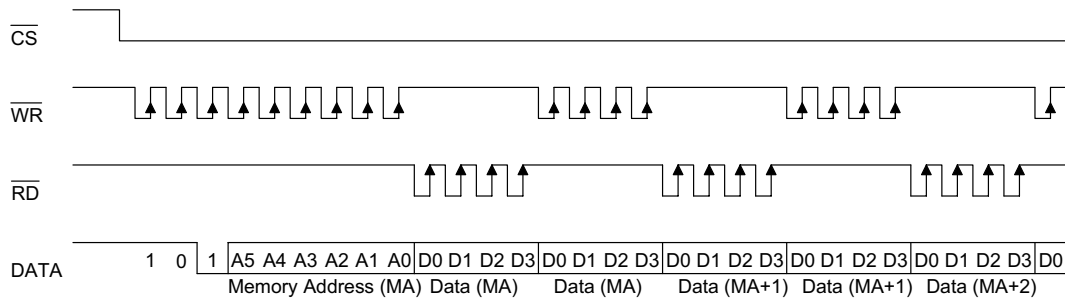 CS
WR
RD
DATA 1 0 1 A5 A4 A3 A2 A1 A0 D0 D1 D2 D3 D0 D1 D2 D3 D0 D1 D2 D3 D0 D1 D2 D3 D0 D1 D2 D3 D0
Memory Address (MA) Data (MA) Data (MA) Data (MA+1) Data (MA+1) Data (MA+2)